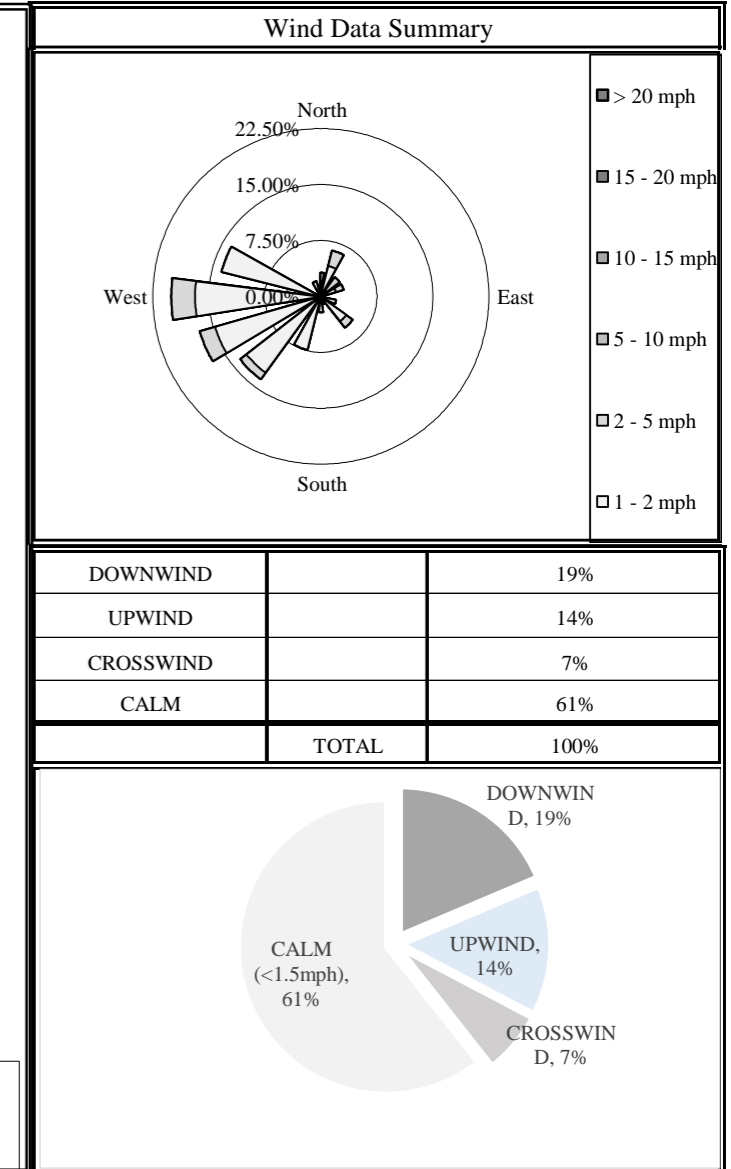 Wind Data Summary
North
22.50%
15.00%
7.50%
0.00%
West
East
South
> 20 mph
15 - 20 mph
10 - 15 mph
5 - 10 mph
2 - 5 mph
1 - 2 mph
DOWNWIND 19%
UPWIND 14%
CROSSWIND 7%
CALM 61%
TOTAL 100%
DOWNWIN
D, 19%
UPWIND,
14%
CROSSWIN
D, 7%
CALM
(<1.5mph),
61%